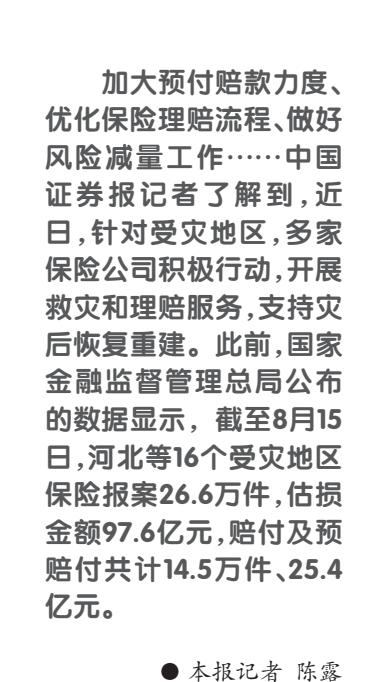 加大预付赔款力度、
优化保险理赔流程、做好
风险减量工作……中国
证券报记者了解到,近
日,针对受灾地区,多家
保险公司积极行动,开展
救灾和理赔服务,支持灾
后恢复重建。此前,国家
金融监督管理总局公布
的数据显示,截至8月15
日,河北等16个受灾地区
保险报案26.6万件,估损
金额97.6亿元,赔付及预
赔付共计14.5万件、25.4
亿元。
● 本报记者 陈露